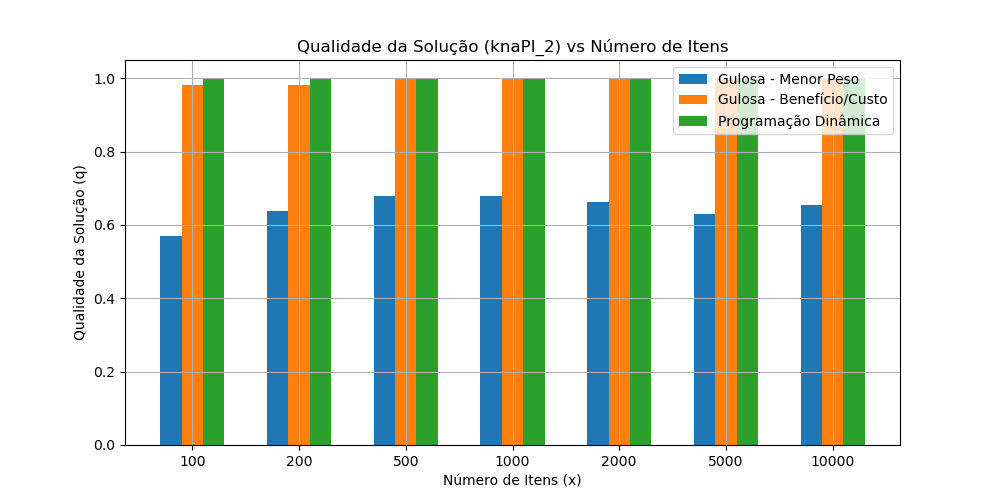 Qualidade da Solução (knaPI_2) vs Número de Itens
Gulosa - Menor Peso
Gulosa - Benefício/Custo
Programação Dinâmica
Qualidade da Solução (q)
1.0
0.8
0.6
0.4
0.2
0.0
100 200 500 1000 2000 5000 10000
Número de Itens (x)